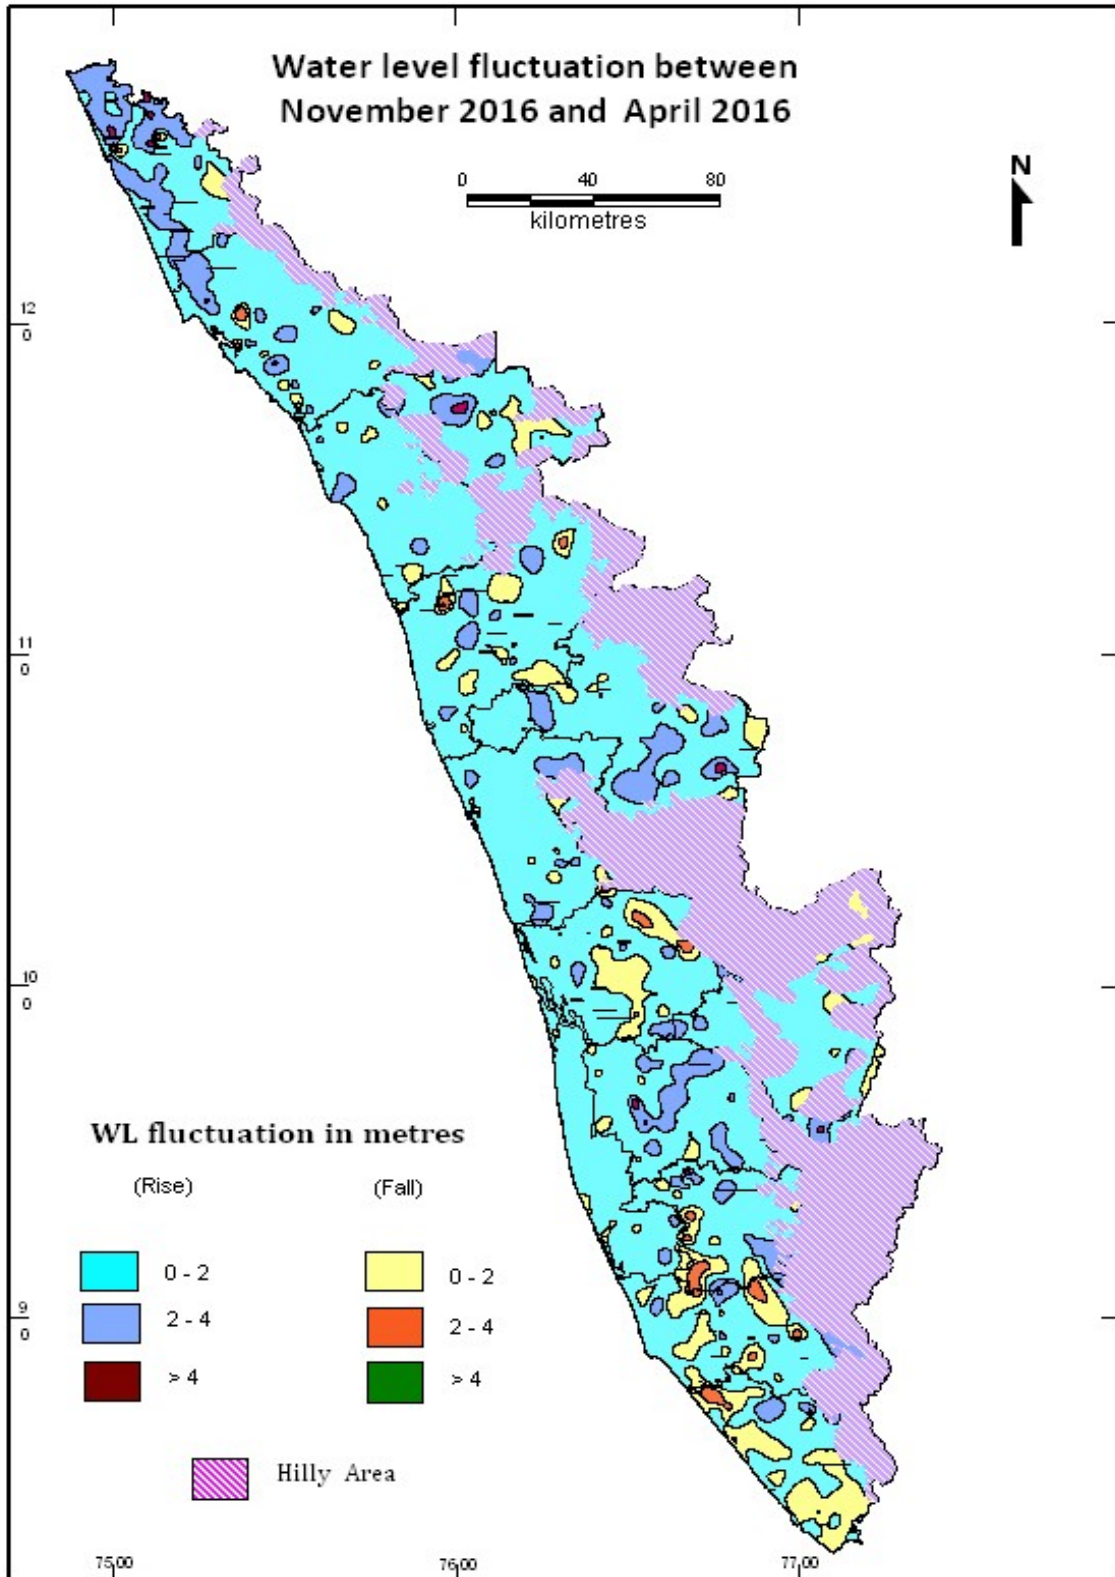 Water level fluctuation between
November 2016 and April 2016
N
0 40 80
kilometres
12
0
11
0
10
0
9
0
WL fluctuation in metres
(Rise) (Fall)
0 - 2 0 - 2
2 - 4 2 - 4
> 4 > 4
Hilly Area
75 00 76 00 77 00